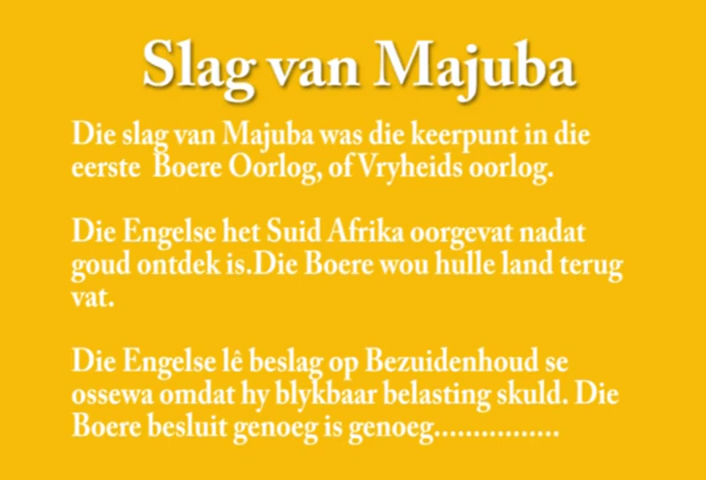 Slag van Majuba
Die slag van Majuba was die keerpunt in die
eerste  Boere Oorlog, of Vryheids oorlog.
Die Engelse het Suid Afrika oorgevat nadat
goud ontdek is.Die Boere wou hulle land terug
vat.
Die Engelse lê beslag op Bezuidenhoud se
ossewa omdat hy blykbaar belasting skuld. Die
Boere besluit genoeg is genoeg................